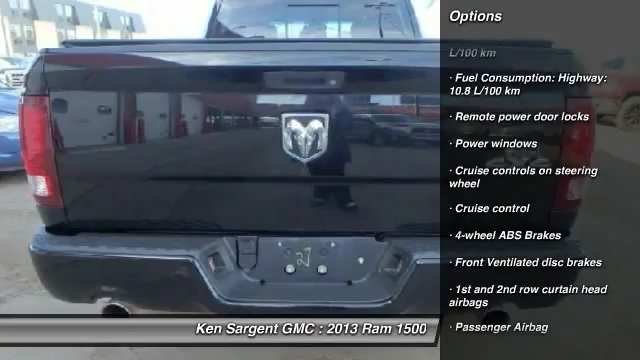 Options
L/100 km
· Fuel Consumption: Highway:
10.8 L/100 km
· Remote power door locks
· Power windows
· Cruise controls on steering
wheel
· Cruise control
· 4-wheel ABS Brakes
· Front Ventilated disc brakes
· 1st and 2nd row curtain head
airbags
· Passenger Airbag
27
Ken Sargent GMC : 2013 Ram 1500